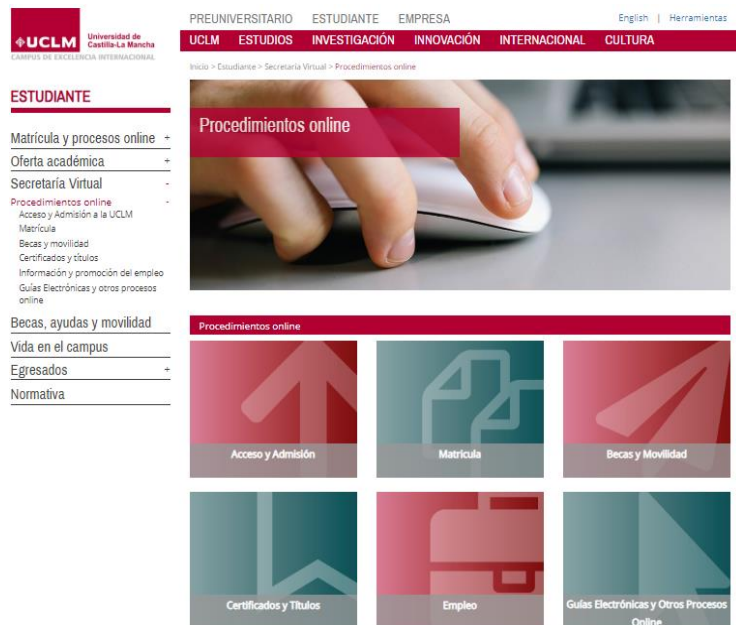 PREUNIVERSITARIO ESTUDIANTE EMPRESA
English | Herramientas
UCLM
Universidad de
Castilla-La Mancha
CAMPUS DE EXCELENCIA INTERNACIONAL
UCLM ESTUDIOS INVESTIGACIÓN INNOVACIÓN INTERNACIONAL CULTURA
Inicio > Estudiante > Secretaría Virtual > Procedimientos online
ESTUDIANTE
Matrícula y procesos online +
Oferta académica +
Secretaría Virtual -
Procedimientos online -
Acceso y Admisión a la UCLM
Matrícula
Becas y movilidad
Certificados y títulos
Información y promoción del empleo
Guías Electrónicas y otros procesos
online
Becas, ayudas y movilidad
Vida en el campus
Egresados +
Normativa
Procedimientos online
Procedimientos online
Acceso y Admisión
Matrícula
Becas y Movilidad
Certificados y Títulos
Empleo
Guías Electrónicas y Otros Procesos
Online